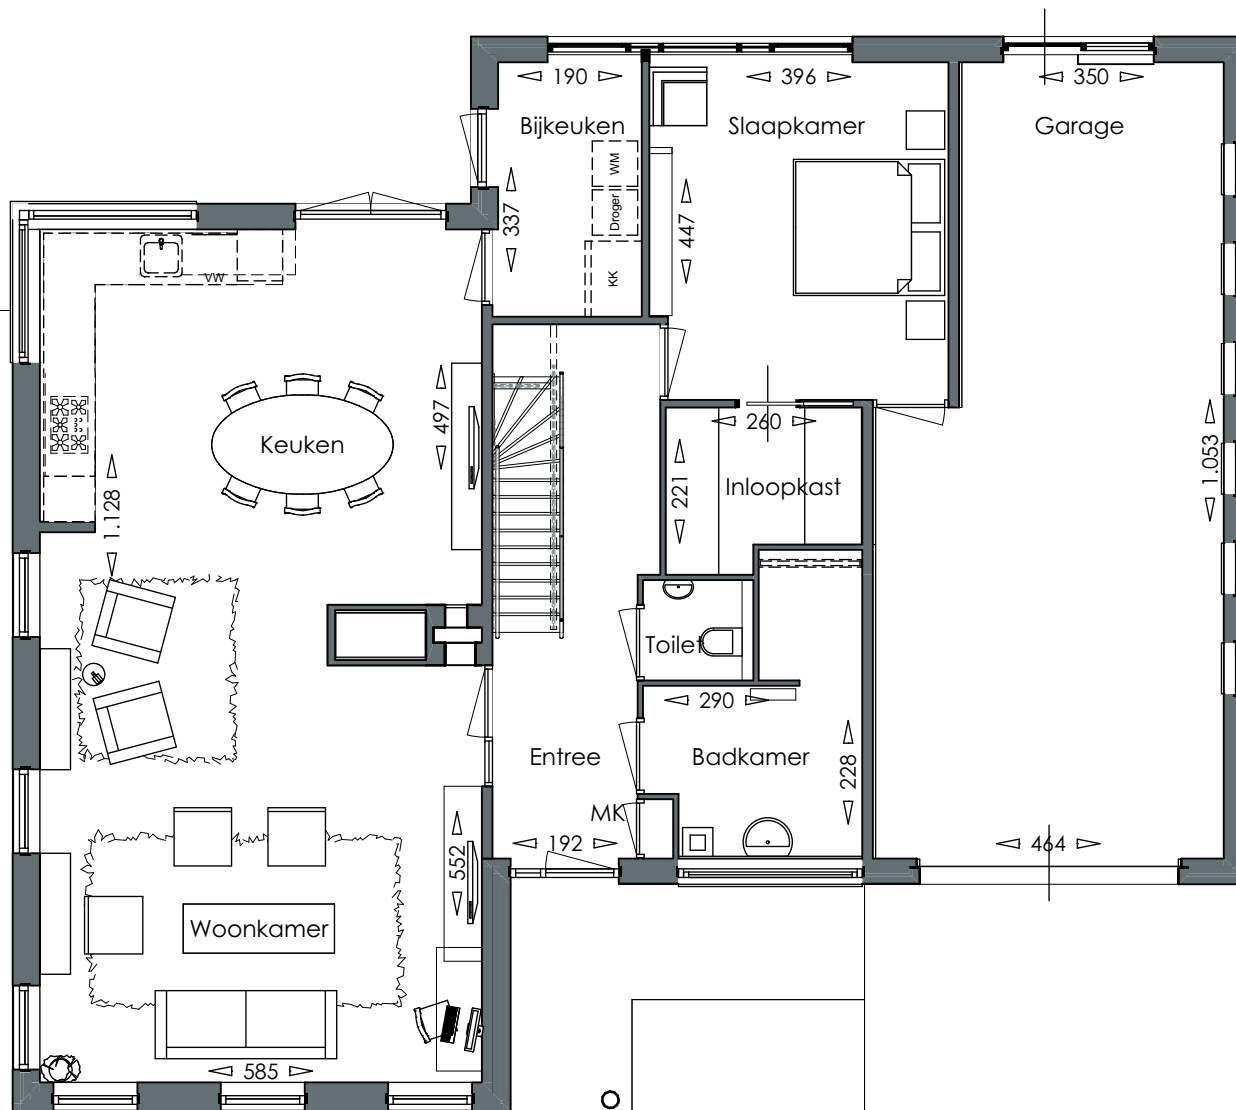 190
396
350
Bijkeuken
Slaapkamer
Garage
WM
Droger
KK
337
447
VW
497
Keuken
260
221
Inloopkast
1.053
1.128
Toilet
290
Entree
Badkamer
228
MK
192
464
552
Woonkamer
585